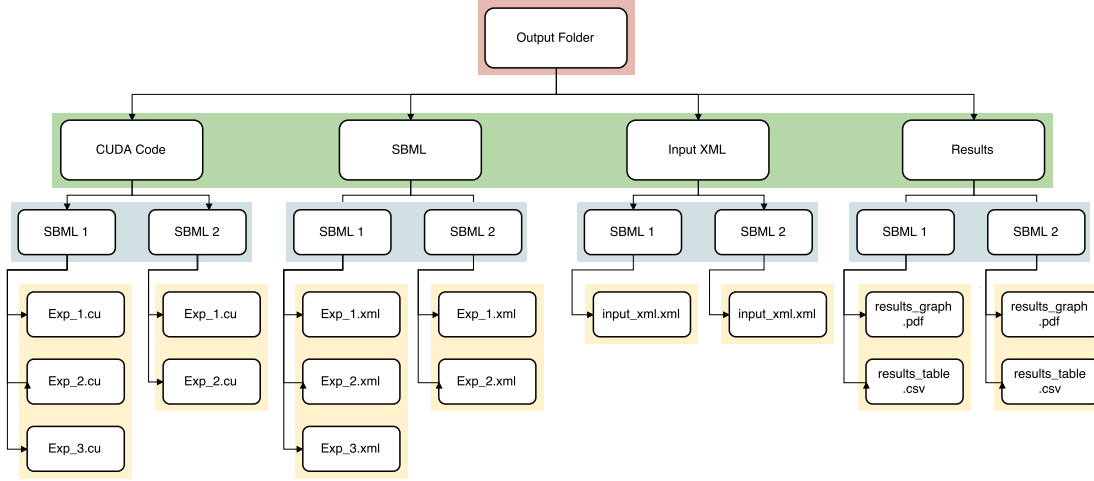 Output Folder
CUDA Code
SBML
Input XML
Results
SBML 1
SBML 2
SBML 1
SBML 2
SBML 1
SBML 2
SBML 1
SBML 2
Exp_1.cu
Exp_1.cu
Exp_1.xml
Exp_1.xml
input_xml.xml
input_xml.xml
results_graph
.pdf
results_graph
.pdf
Exp_2.cu
Exp_2.cu
Exp_2.xml
Exp_2.xml
results_table
.csv
results_table
.csv
Exp_3.cu
Exp_3.xml